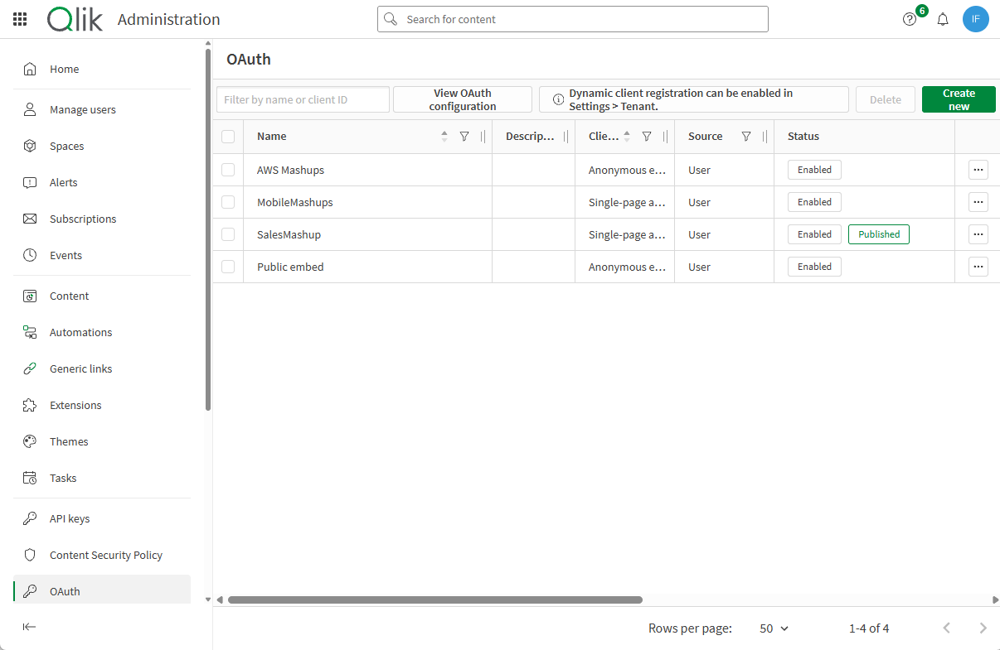 Qlik Administration
Search for content
6
IF
Home
Manage users
Spaces
Alerts
Subscriptions
Events
Content
Automations
Generic links
Extensions
Themes
Tasks
API keys
Content Security Policy
OAuth
OAuth
Filter by name or client ID
View OAuth
configuration
Dynamic client registration can be enabled in
Settings > Tenant.
Delete
Create
new
Name Descrip... Clie... Source Status
AWS Mashups Anonymous e... User Enabled
MobileMashups Single-page a... User Enabled
SalesMashup Single-page a... User Enabled Published
Public embed Anonymous e... User Enabled
Rows per page: 50 1-4 of 4